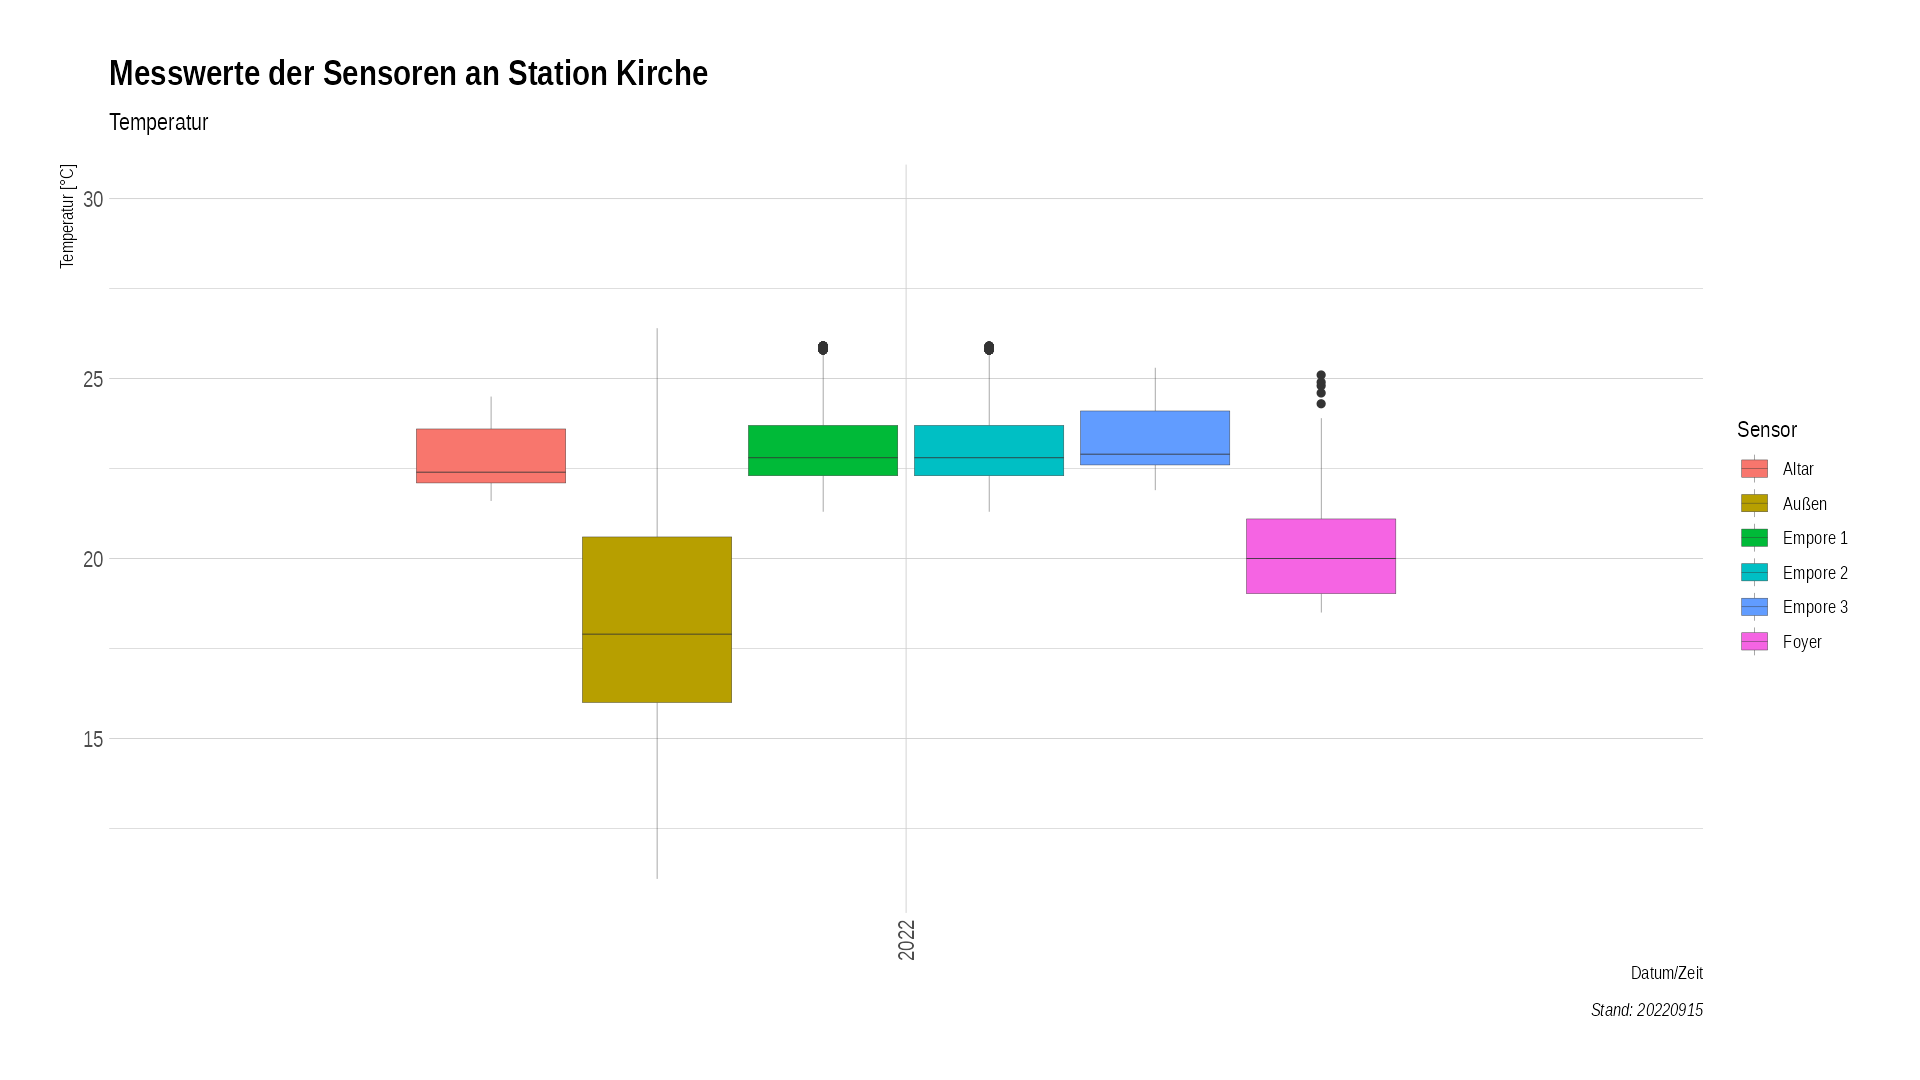 Messwerte der Sensoren an Station Kirche
Temperatur
Temperatur [°C]
30
25
20
15
2022
Datum/Zeit
Stand: 20220915
Sensor
Altar
Außen
Empore 1
Empore 2
Empore 3
Foyer